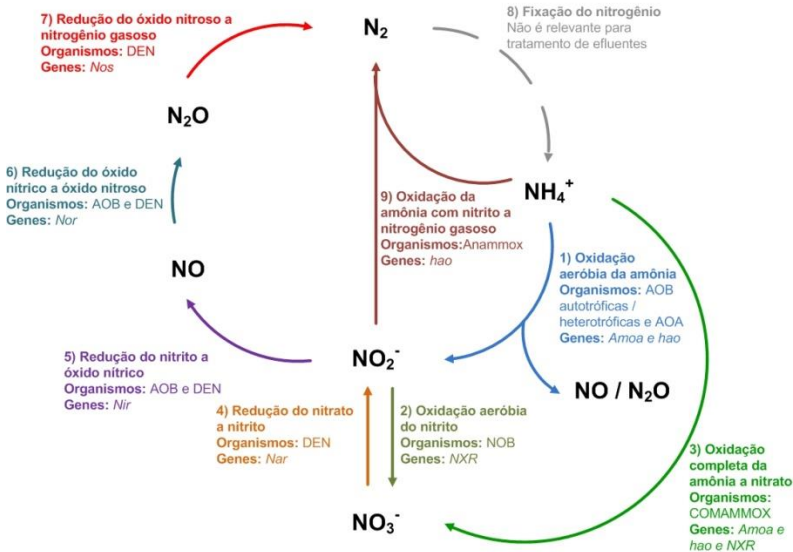 7) Redução do óxido nitroso a
nitrogênio gasoso
Organismos: DEN
Genes: Nos
N₂
8) Fixação do nitrogênio
Não é relevante para
tratamento de efluentes
N₂O
6) Redução do óxido
nítrico a óxido nitroso
Organismos: AOB e DEN
Genes: Nor
9) Oxidação da
amônia com nitrito a
nitrogênio gasoso
Organismos:Anammox
Genes: hao
NH₄⁺
NO
1) Oxidação
aeróbia da amônia
Organismos: AOB
autotróficas /
heterotróficas e AOA
Genes: Amoa e hao
5) Redução do nitrito a
óxido nítrico
Organismos: AOB e DEN
Genes: Nir
NO₂⁻
NO / N₂O
4) Redução do nitrato
a nitrito
Organismos: DEN
Genes: Nar
2) Oxidação aeróbia
do nitrito
Organismos: NOB
Genes: NXR
3) Oxidação
completa da
amônia a nitrato
Organismos:
COMAMMOX
Genes: Amoa e
hao e NXR
NO₃⁻